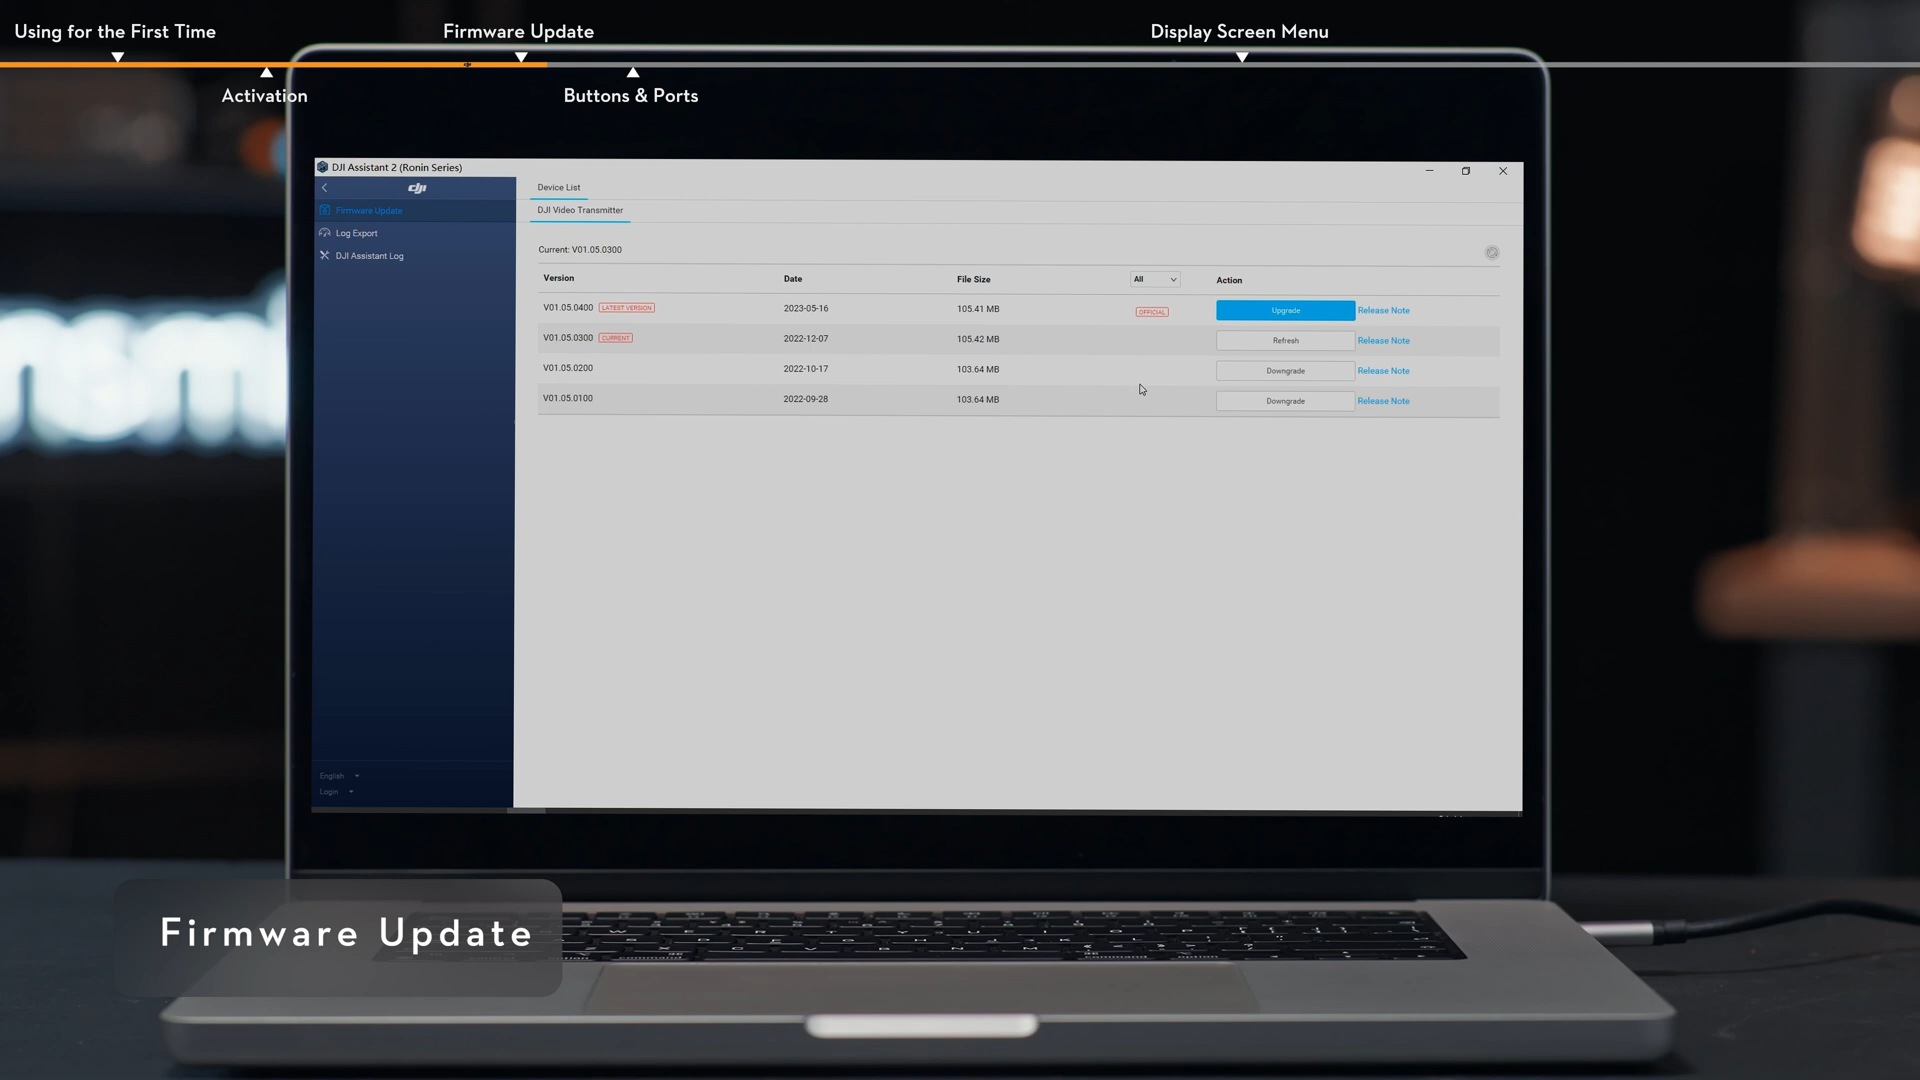 Using for the First Time
Firmware Update
Display Screen Menu
Activation
Buttons & Ports
DJI Assistant 2 (Ronin Series)
dji
Firmware Update
Log Export
DJI Assistant Log
English
Login
Device List
DJI Video Transmitter
Current: V01.05.0300
Version Date File Size All Action
V01.05.0400 LATEST VERSION 2023-05-16 105.41 MB OFFICIAL Upgrade Release Note
V01.05.0300 CURRENT 2022-12-07 105.42 MB Refresh Release Note
V01.05.0200 2022-10-17 103.64 MB Downgrade Release Note
V01.05.0100 2022-09-28 103.64 MB Downgrade Release Note
Firmware Update
command
command
option